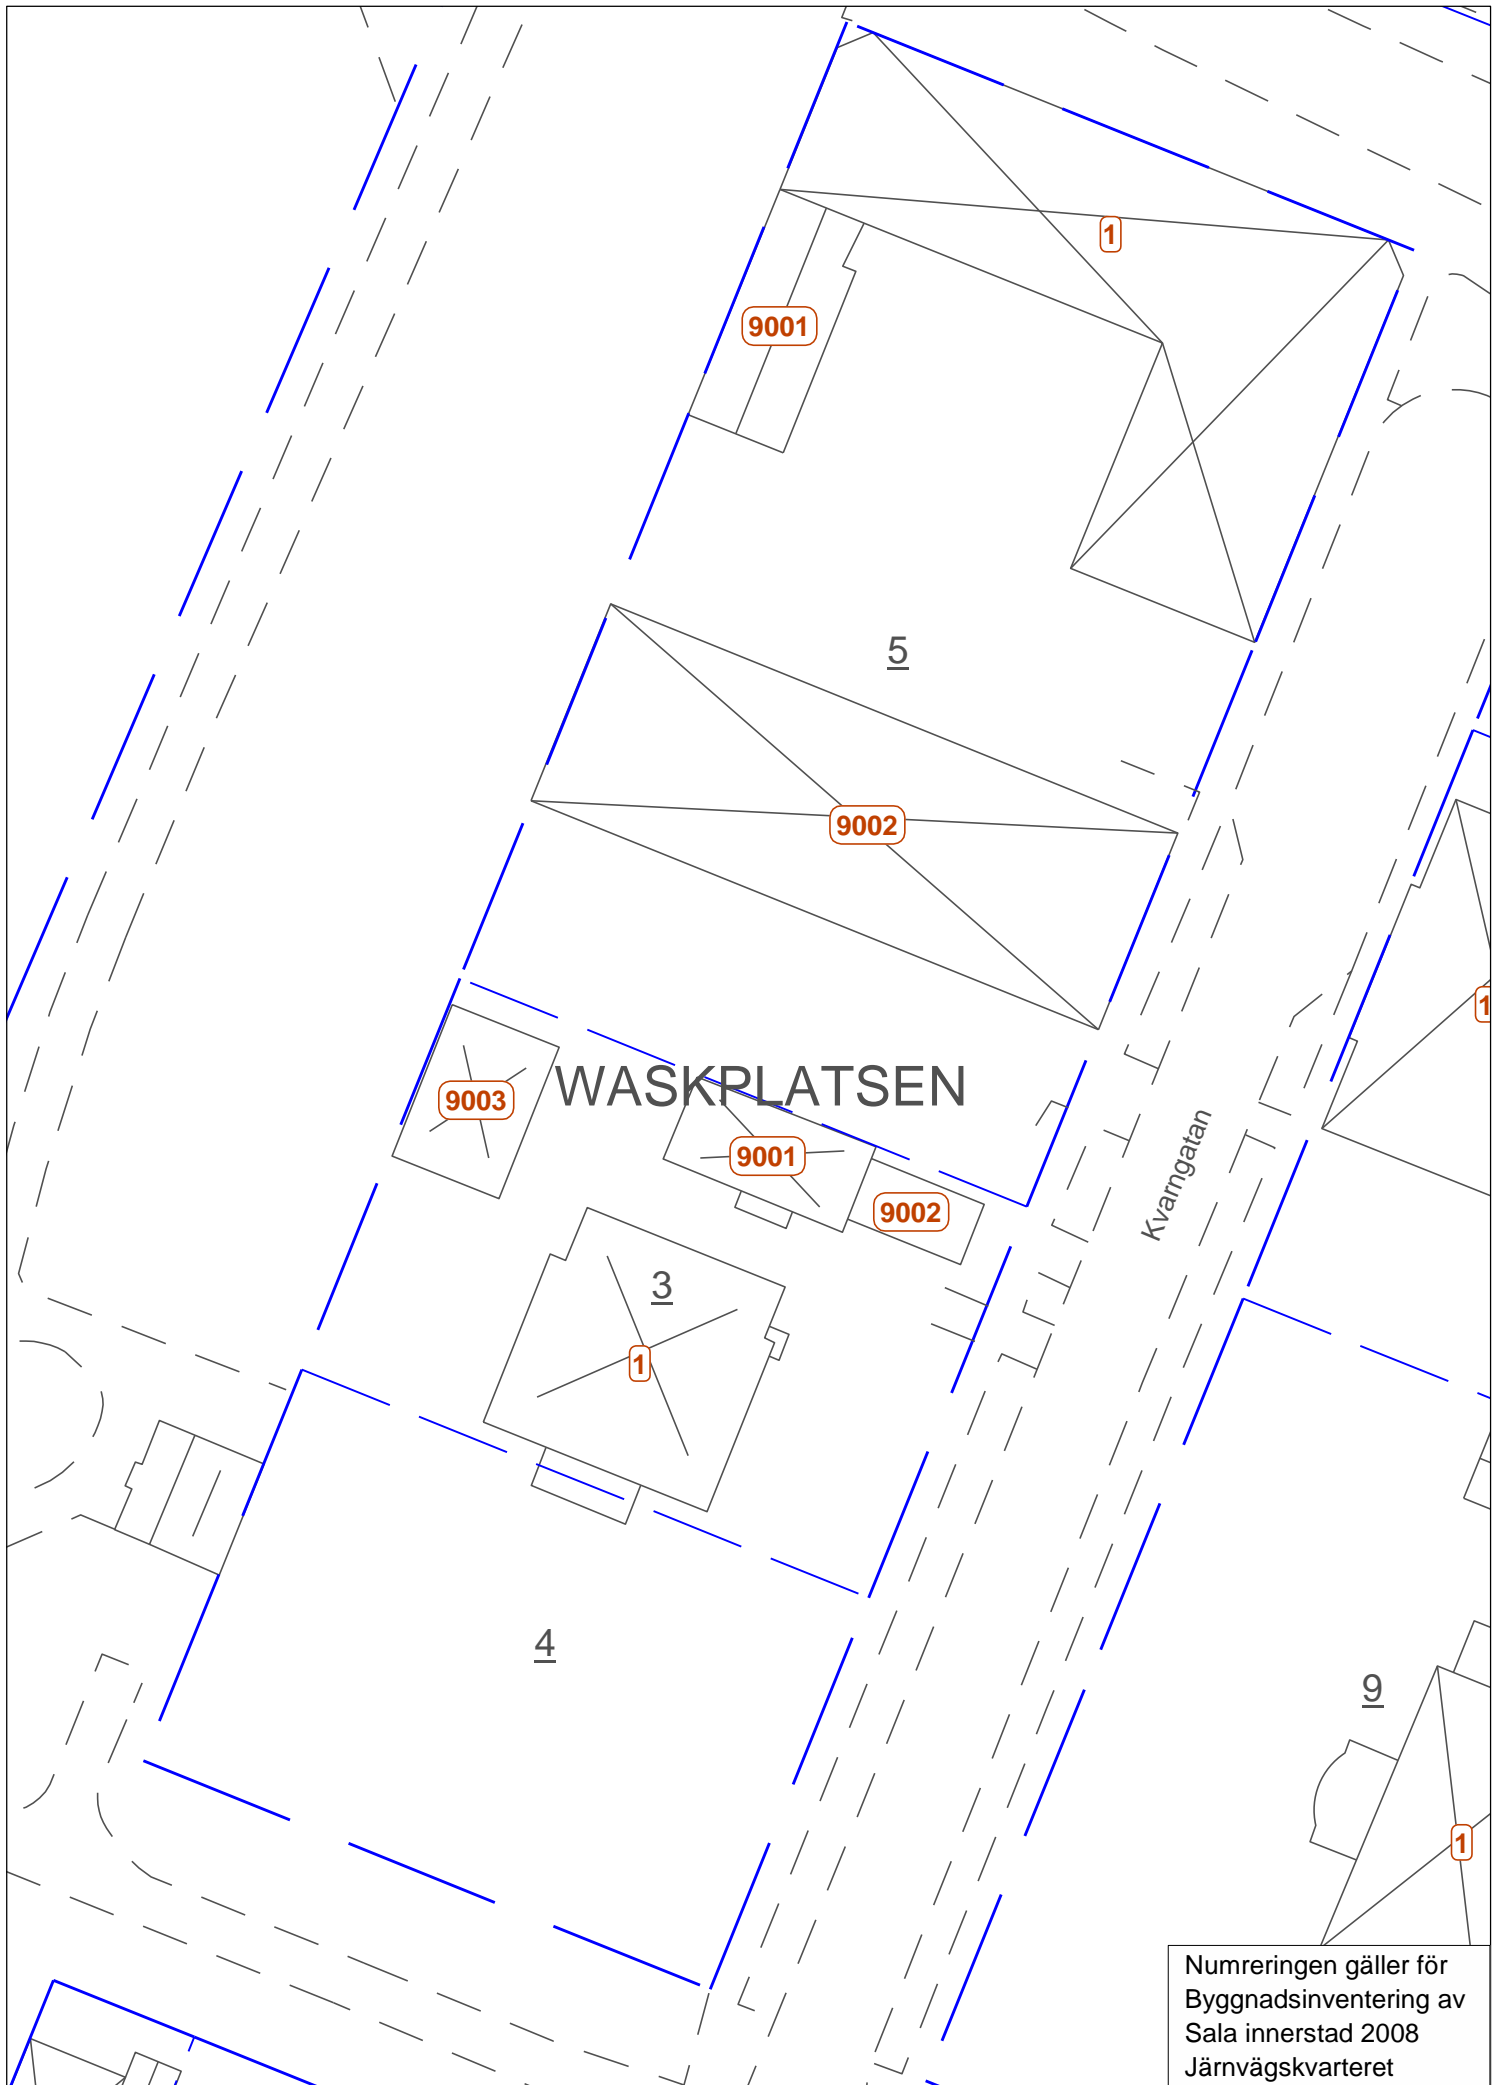 1
9001
5
9002
1
WASKPLATSEN
9003
9001
9002
Kvarngatan
3
1
4
9
1
Numreringen gäller för
Byggnadsinventering av
Sala innerstad 2008
Järnvägskvarteret